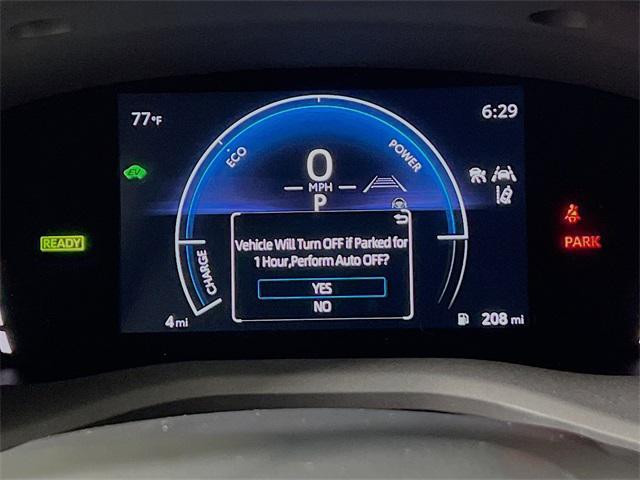 77°F
6:29
EV
ECO
POWER
0
MPH
P
READY
PARK
CHARGE
Vehicle Will Turn OFF if Parked for
1 Hour,Perform Auto OFF?
YES
NO
4 mi
208 mi